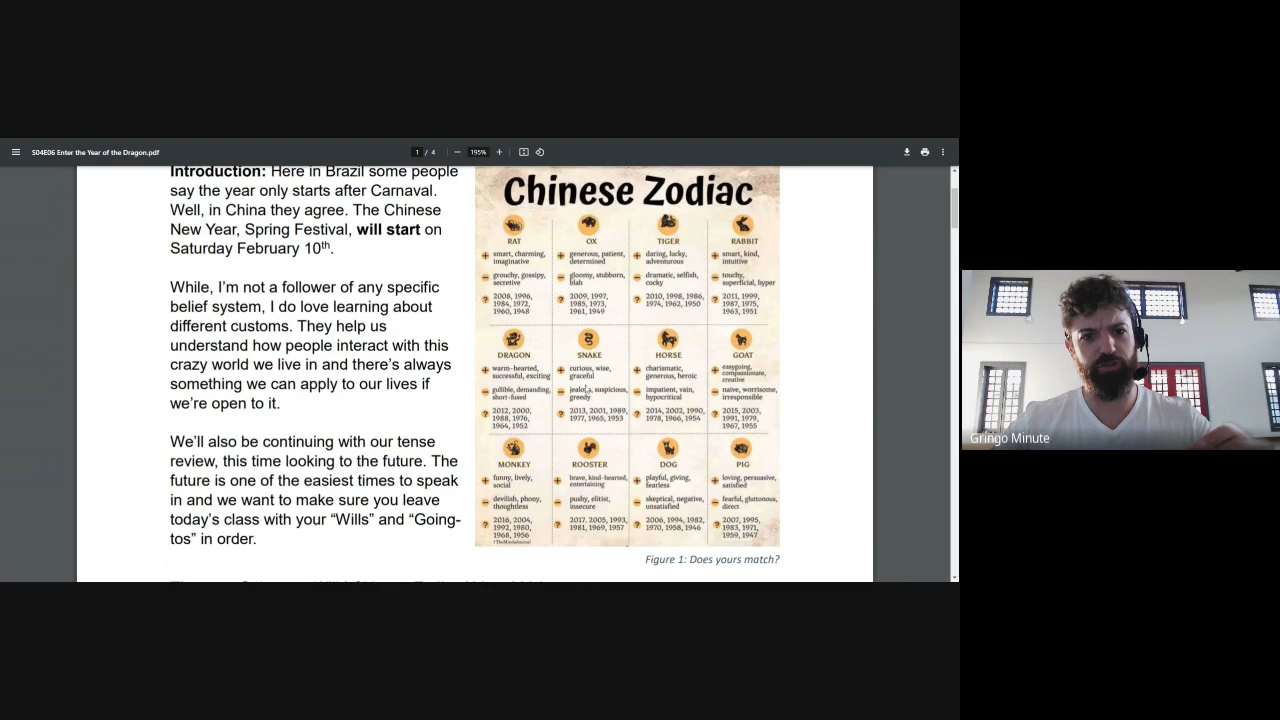 S04E06 Enter the Year of the Dragon.pdf
1 / 4
195%
Introduction: Here in Brazil some people
say the year only starts after Carnaval.
Well, in China they agree. The Chinese
New Year, Spring Festival, will start on
Saturday February 10th.
While, I'm not a follower of any specific
belief system, I do love learning about
different customs. They help us
understand how people interact with this
crazy world we live in and there's always
something we can apply to our lives if
we're open to it.
We'll also be continuing with our tense
review, this time looking to the future. The
future is one of the easiest times to speak
in and we want to make sure you leave
today's class with your “Wills” and “Going-
tos” in order.
Chinese Zodiac
RAT
smart, charming,
imaginative
grouchy, gossipy,
secretive
2008, 1996,
1984, 1972,
1960, 1948
OX
generous, patient,
determined
gloomy, stubborn,
blah
2009, 1997,
1985, 1973,
1961, 1949
TIGER
daring, lucky,
adventurous
dramatic, selfish,
cocky
2010, 1998, 1986,
1974, 1962, 1950
RABBIT
smart, kind,
intuitive
touchy,
superficial, hyper
2011, 1999,
1987, 1975,
1963, 1951
DRAGON
warm-hearted,
successful, exciting
gullible, demanding,
short-fused
2012, 2000,
1988, 1976,
1964, 1952
SNAKE
curious, wise,
graceful
jealous, suspicious,
greedy
2013, 2001, 1989,
1977, 1965, 1953
HORSE
charismatic,
generous, heroic
impatient, vain,
hypocritical
2014, 2002, 1990,
1978, 1966, 1954
GOAT
easygoing,
compassionate,
creative
naive, worrisome,
irresponsible
2015, 2003,
1991, 1979,
1967, 1955
MONKEY
funny, lively,
social
devilish, phony,
thoughtless
2016, 2004,
1992, 1980,
1968, 1956
ROOSTER
brave, kind-hearted,
entertaining
pushy, elitist,
insecure
2017. 2005, 1993,
1981, 1969, 1957
DOG
playful, giving,
fearless
skeptical, negative,
unsatisfied
2006, 1994, 1982,
1970, 1958, 1946
PIG
loving, persuasive,
satisfied
fearful, gluttonous,
direct
2007, 1995,
1983, 1971,
1959, 1947
Figure 1: Does yours match?
Gringo Minute